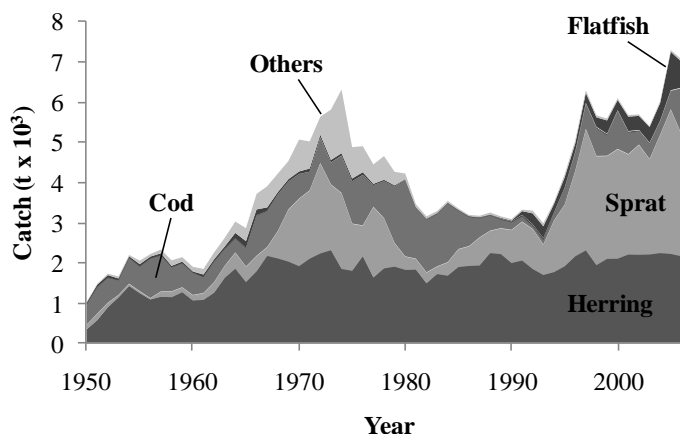 8
7
6
5
4
3
2
1
0
Catch (t x 10³)
Flatfish
Others
Cod
Sprat
Herring
1950 1960 1970 1980 1990 2000
Year